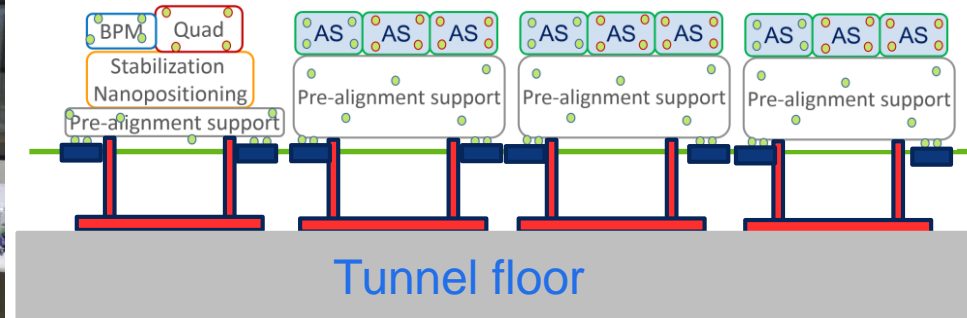 BPM Quad
Stabilization
Nanopositioning
Pre-alignment support
AS AS AS
Pre-alignment support
AS AS AS
Pre-alignment support
AS AS AS
Pre-alignment support
Tunnel floor